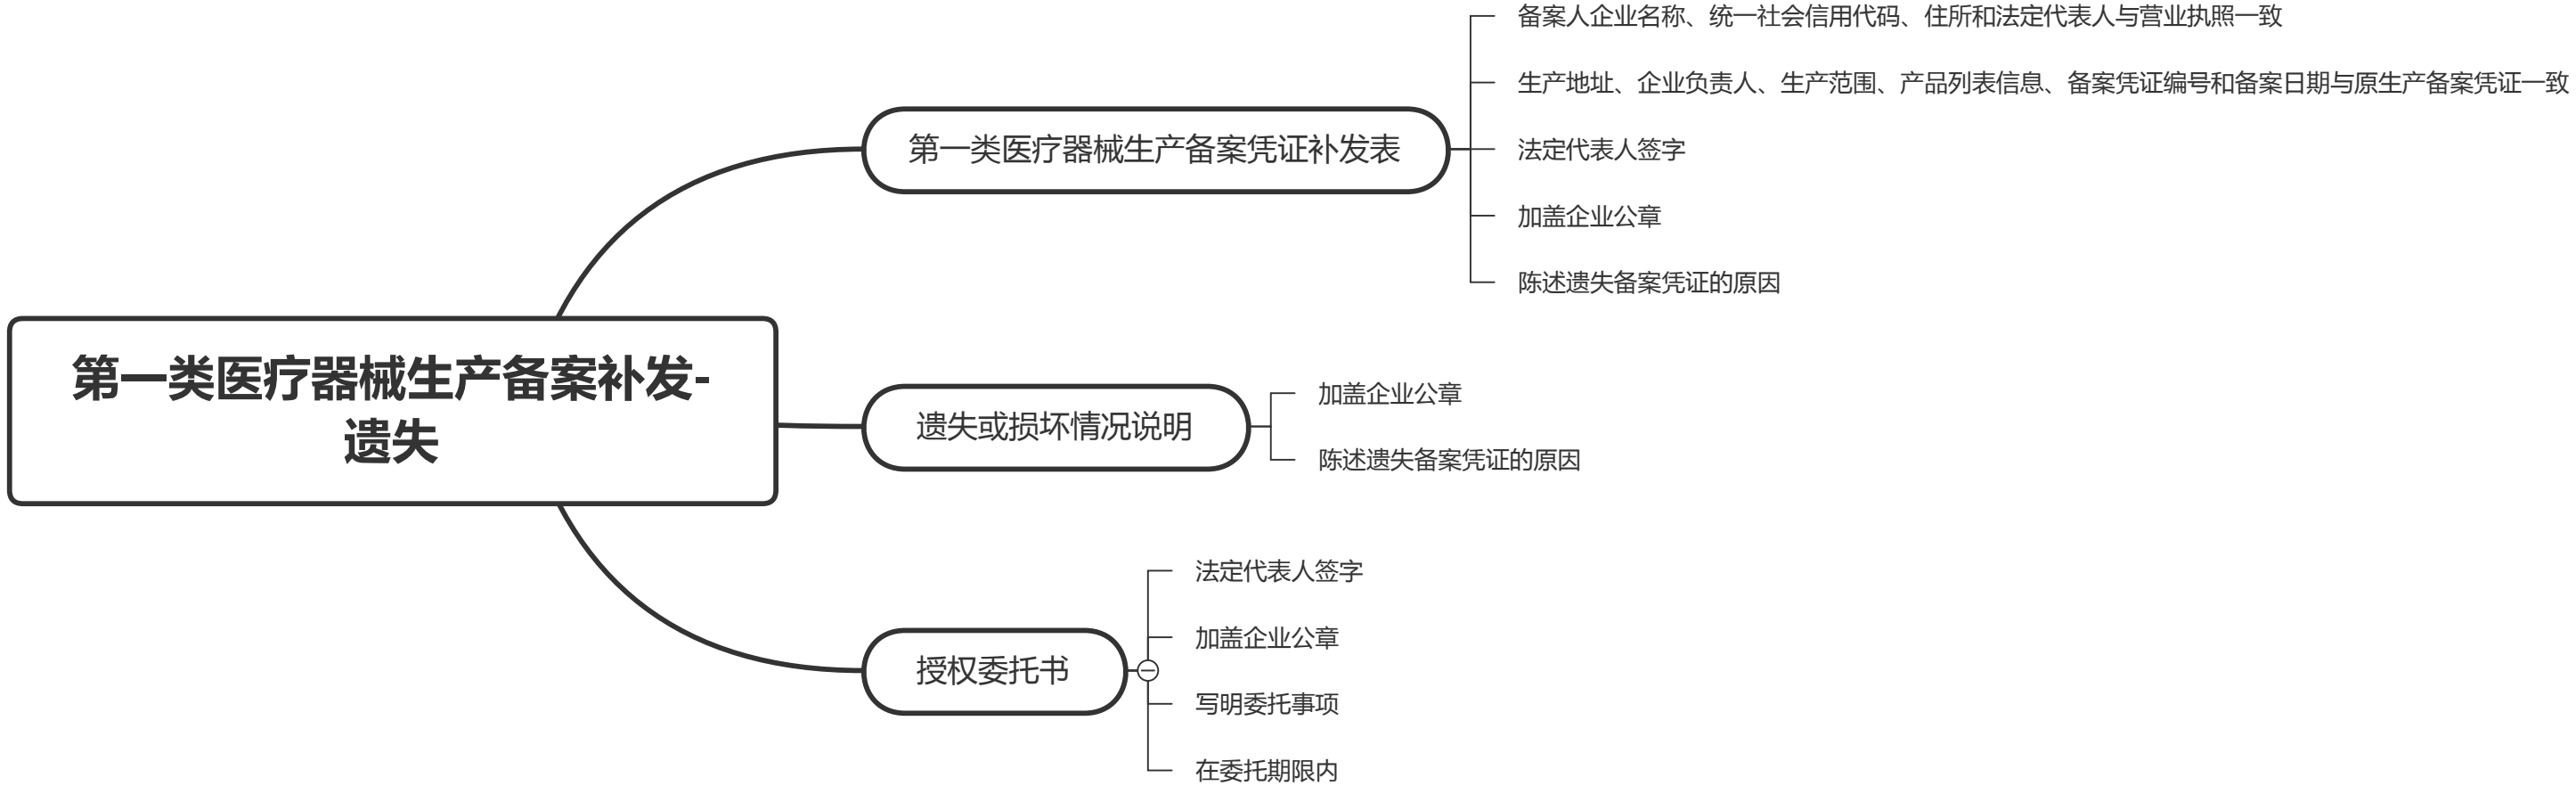 第一类医疗器械生产备案补发-
遗失
第一类医疗器械生产备案凭证补发表
备案人企业名称、统一社会信用代码、住所和法定代表人与营业执照一致
生产地址、企业负责人、生产范围、产品列表信息、备案凭证编号和备案日期与原生产备案凭证一致
法定代表人签字
加盖企业公章
陈述遗失备案凭证的原因
遗失或损坏情况说明
加盖企业公章
陈述遗失备案凭证的原因
授权委托书
法定代表人签字
加盖企业公章
写明委托事项
在委托期限内